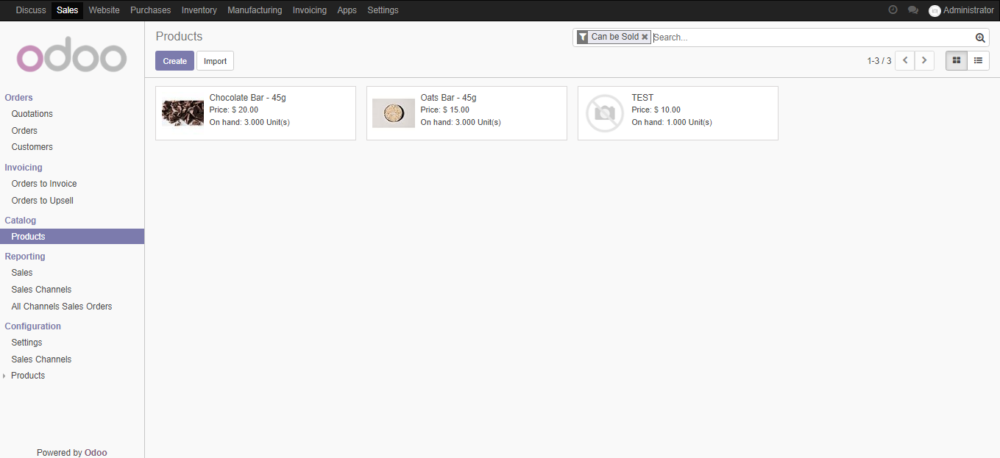 Discuss Sales Website Purchases Inventory Manufacturing Invoicing Apps Settings Administrator
odoo
Orders
Quotations
Orders
Customers
Invoicing
Orders to Invoice
Orders to Upsell
Catalog
Products
Reporting
Sales
Sales Channels
All Channels Sales Orders
Configuration
Settings
Sales Channels
Products
Powered by Odoo
Products
Can be Sold Search...
Create Import
1-3 / 3
Chocolate Bar - 45g
Price: $ 20.00
On hand: 3.000 Unit(s)
Oats Bar - 45g
Price: $ 15.00
On hand: 3.000 Unit(s)
TEST
Price: $ 10.00
On hand: 1.000 Unit(s)